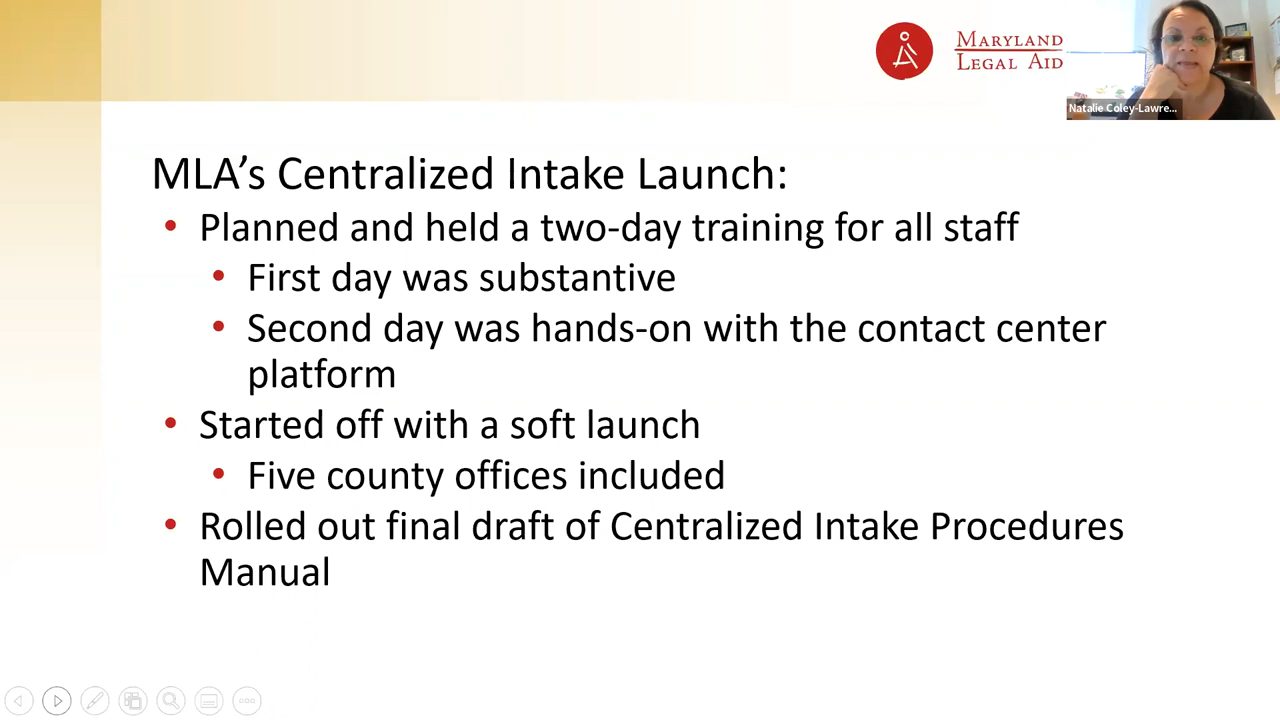 MARYLAND
LEGAL AID
Natalie Coley-Lawre...
MLA’s Centralized Intake Launch:
• Planned and held a two-day training for all staff
• First day was substantive
• Second day was hands-on with the contact center
platform
• Started off with a soft launch
• Five county offices included
• Rolled out final draft of Centralized Intake Procedures
Manual